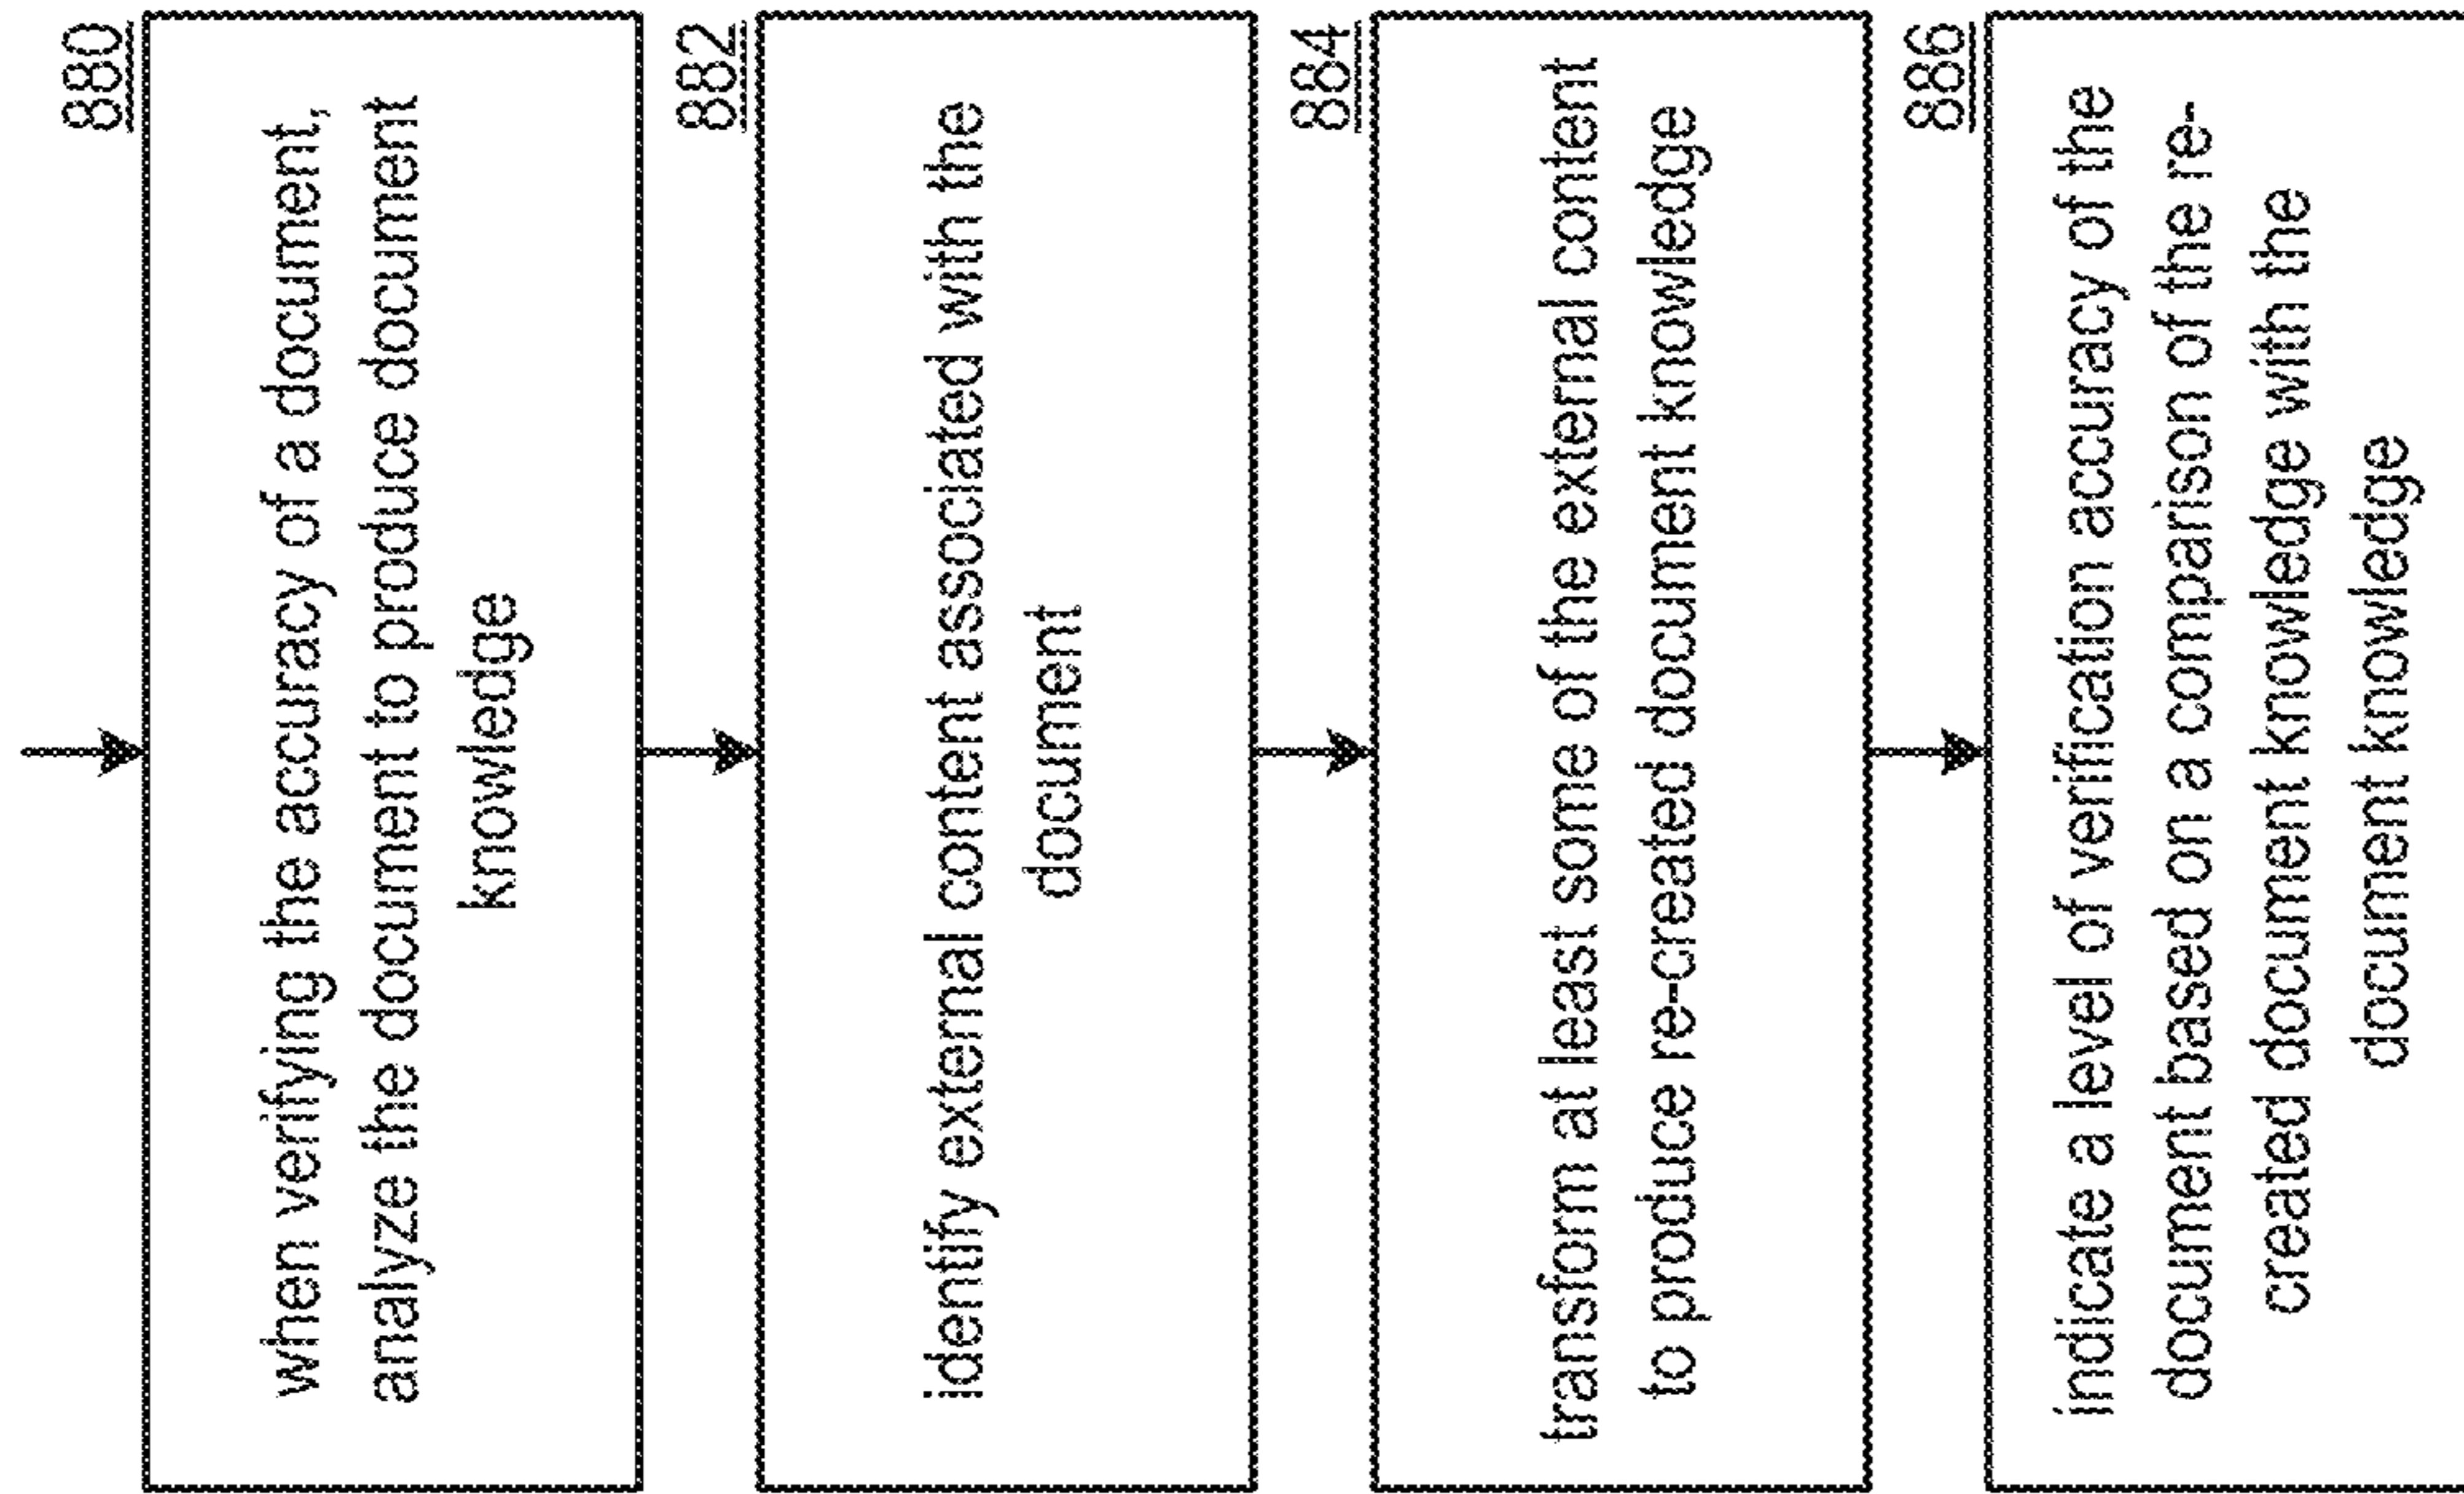 880
when verifying the accuracy of a document,
analyze the document to produce document
knowledge
882
identify external content associated with the
document
884
transform at least some of the external content
to produce re-created document knowledge
886
indicate a level of verification accuracy of the
document based on a comparison of the re-
created document knowledge with the
document knowledge